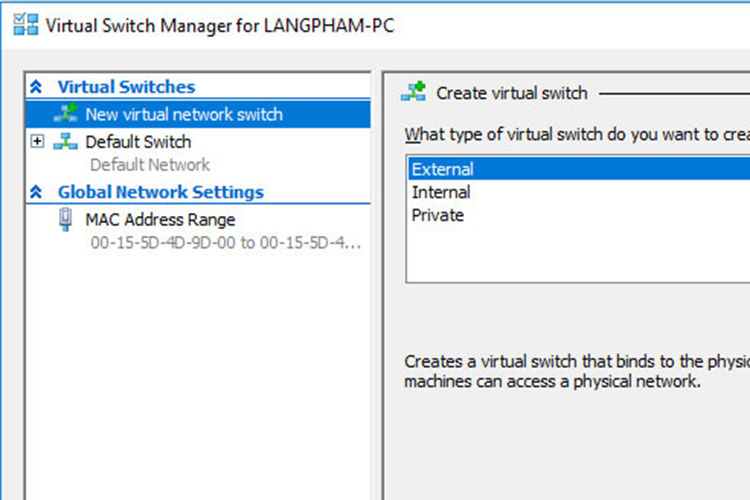 Virtual Switch Manager for LANGPHAM-PC
Virtual Switches
New virtual network switch
Default Switch
Default Network
Global Network Settings
MAC Address Range
00-15-5D-4D-9D-00 to 00-15-5D-4...
Create virtual switch
What type of virtual switch do you want to
External
Internal
Private
Creates a virtual switch that binds to the
machines can access a physical network.